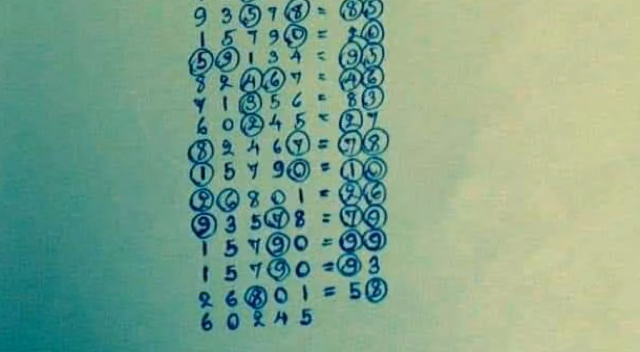 9 3 5 7 8 = 8 5
1 5 7 9 0 = 2 0
5 9 1 3 4 = 9 5
8 2 4 6 7 = 4 6
7 1 3 5 6 = 8 3
6 0 2 4 5 = 2 7
8 2 4 6 7 = 7 8
1 5 7 9 0 = 1 0
2 6 8 0 1 = 2 6
9 3 5 7 8 = 7 9
1 5 7 9 0 = 9 9
1 5 7 9 0 = 9 3
2 6 8 0 1 = 5 8
6 0 2 4 5